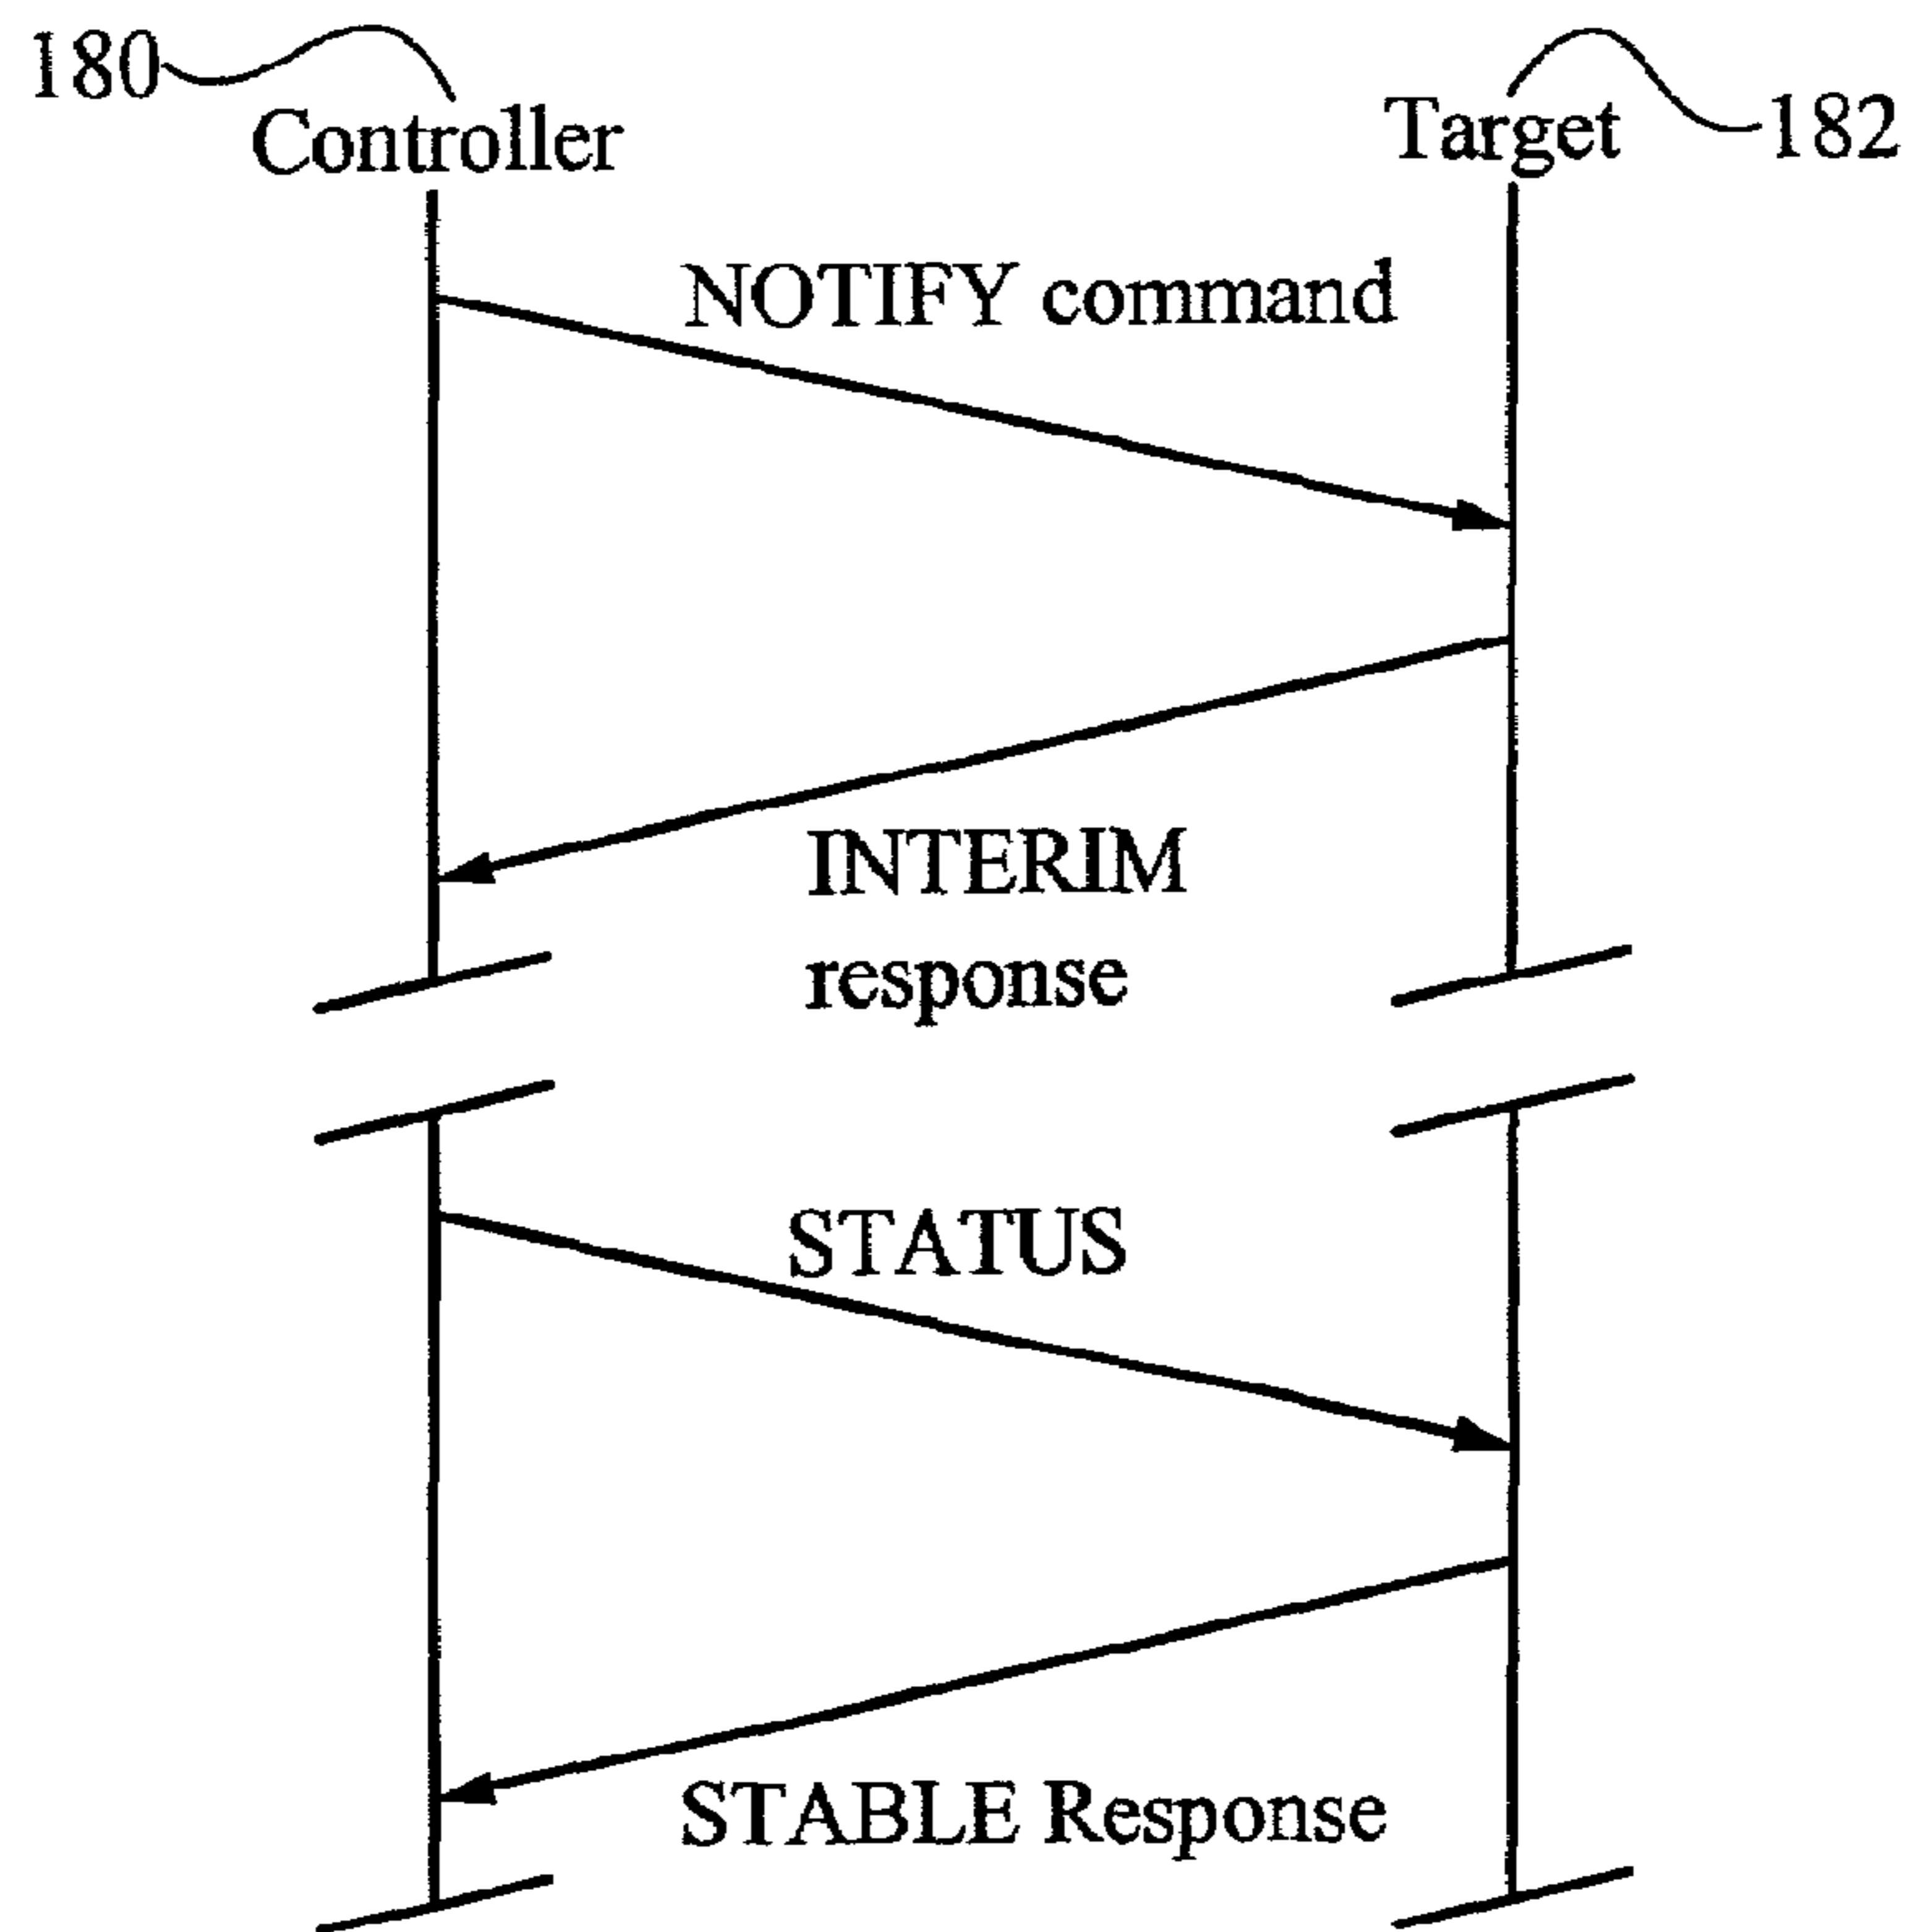 180
Controller
Target
182
NOTIFY command
INTERIM
response
STATUS
STABLE Response